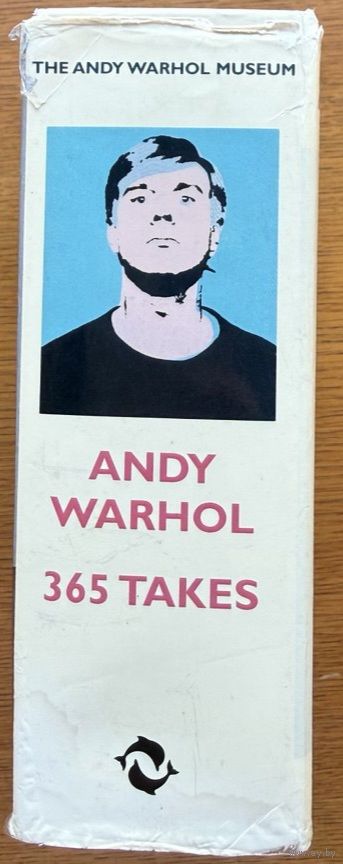 THE ANDY WARHOL MUSEUM
ANDY
WARHOL
365 TAKES